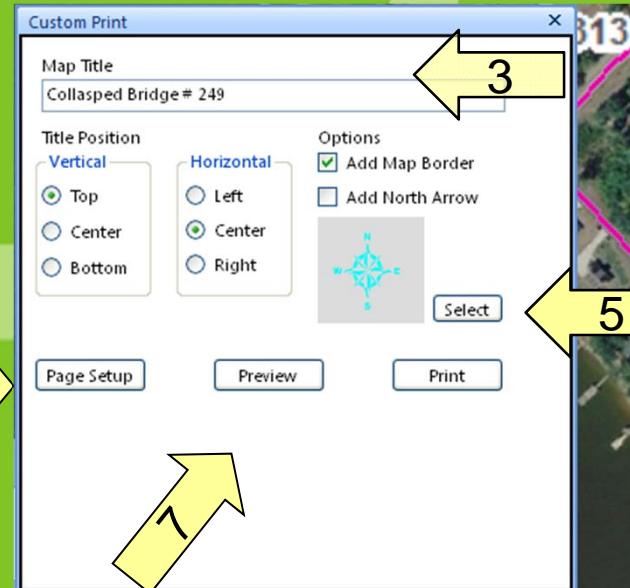 Custom Print
813
Map Title
3
Collasped Bridge # 249
Title Position
Options
Vertical
Horizontal
Add Map Border
Top
Left
Add North Arrow
Center
Center
Bottom
Right
N
W E
S
Select
5
Page Setup
Preview
Print
7